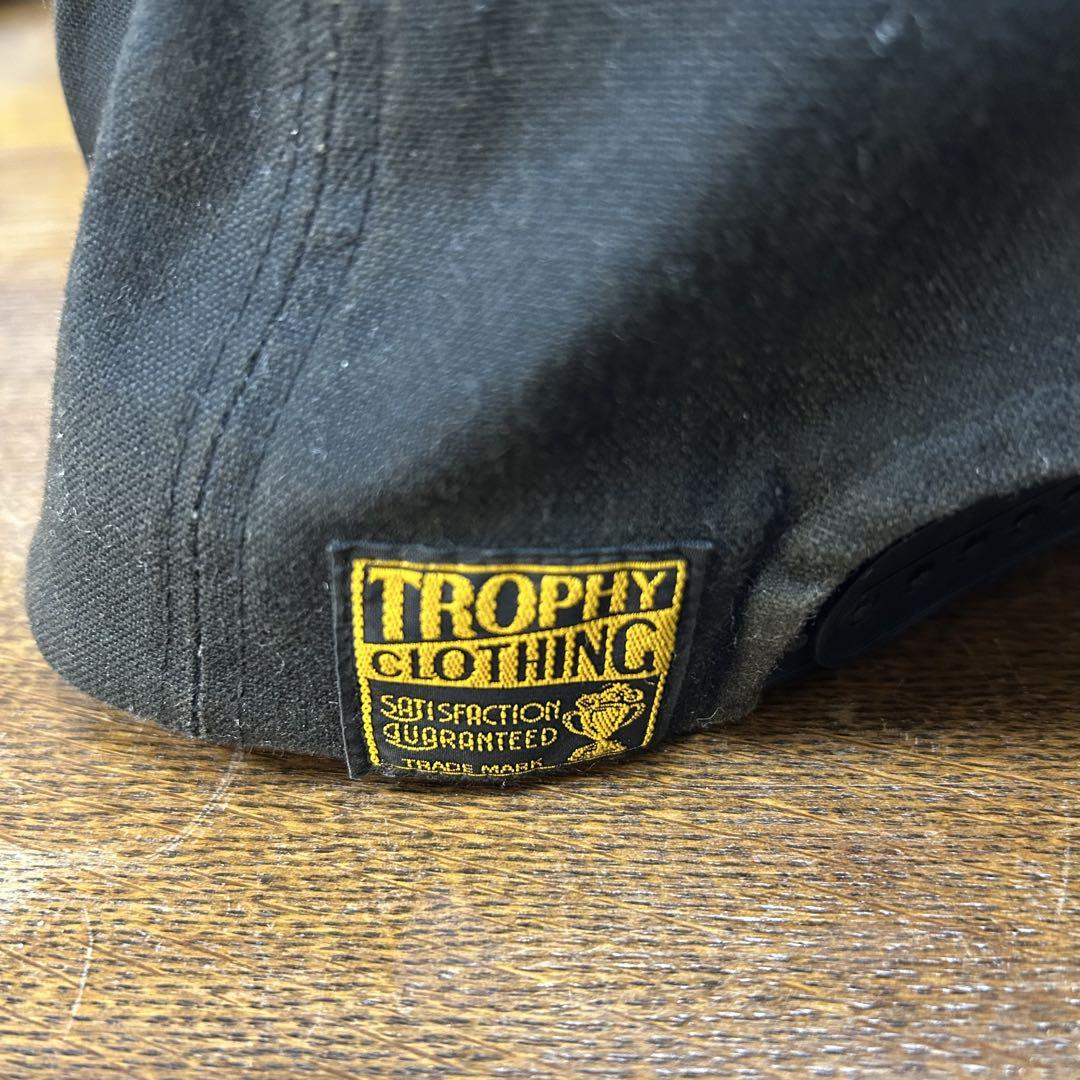 TROPHY
CLOTHING
SATISFACTION
GUARANTEED
TRADE MARK